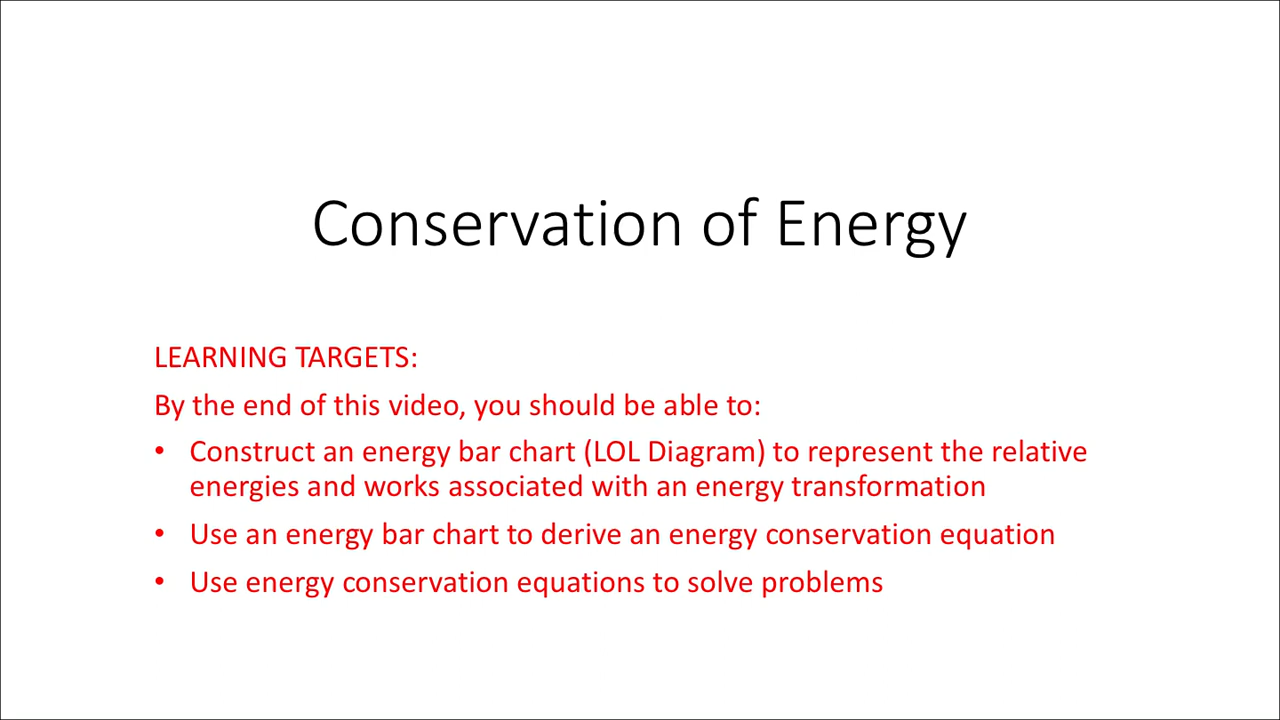 Conservation of Energy
LEARNING TARGETS:
By the end of this video, you should be able to:
• Construct an energy bar chart (LOL Diagram) to represent the relative
energies and works associated with an energy transformation
• Use an energy bar chart to derive an energy conservation equation
• Use energy conservation equations to solve problems